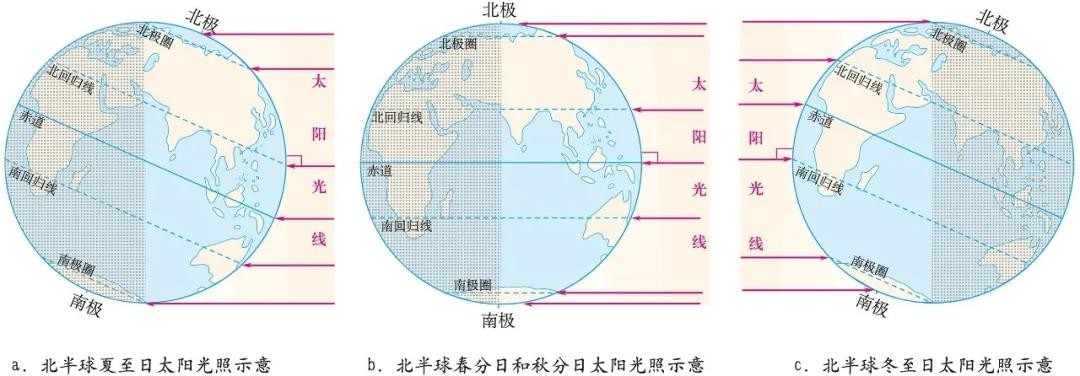 北极
北极圈
北回归线
赤道
南回归线
南极圈
南极
太
阳
光
线
a. 北半球夏至日太阳光照示意
北极
北极圈
北回归线
赤道
南回归线
南极圈
南极
太
阳
光
线
b. 北半球春分日和秋分日太阳光照示意
北极
北极圈
北回归线
赤道
南回归线
南极圈
南极
太
阳
光
线
c. 北半球冬至日太阳光照示意